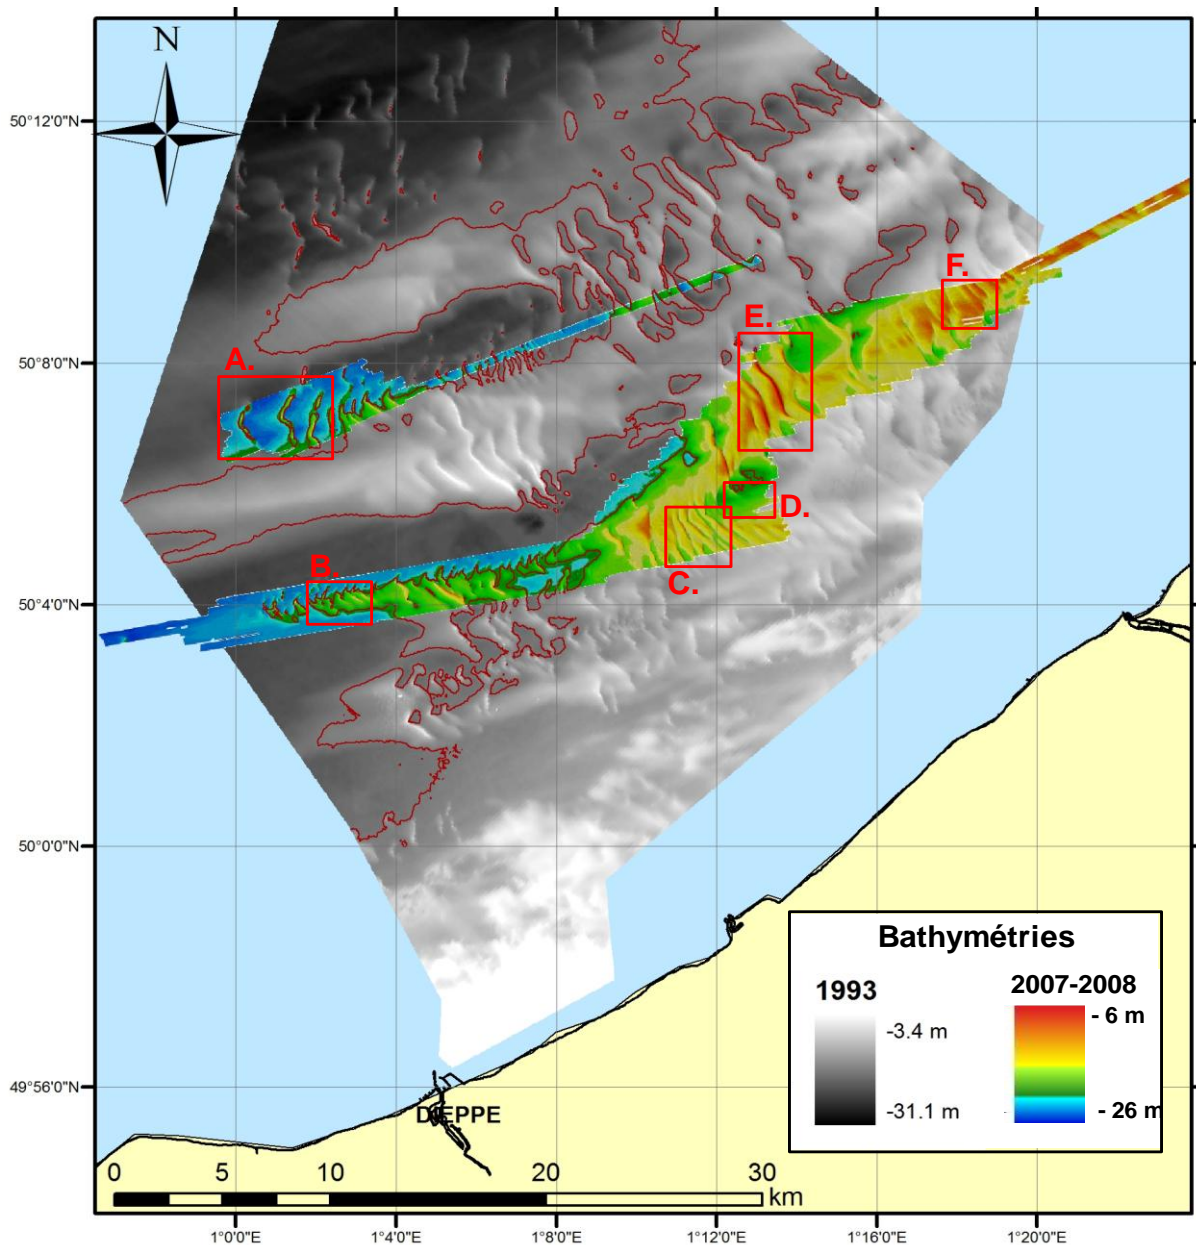 N
50°12'0"N
F.
E.
50°8'0"N
A.
D.
B.
C.
50°4'0"N
50°0'0"N
Bathymétries
1993
2007-2008
- 6 m
-3.4 m
-31.1 m
- 26 m
49°56'0"N
DIEPPE
0 5 10 20 30
km
1°0'0"E 1°4'0"E 1°8'0"E 1°12'0"E 1°16'0"E 1°20'0"E